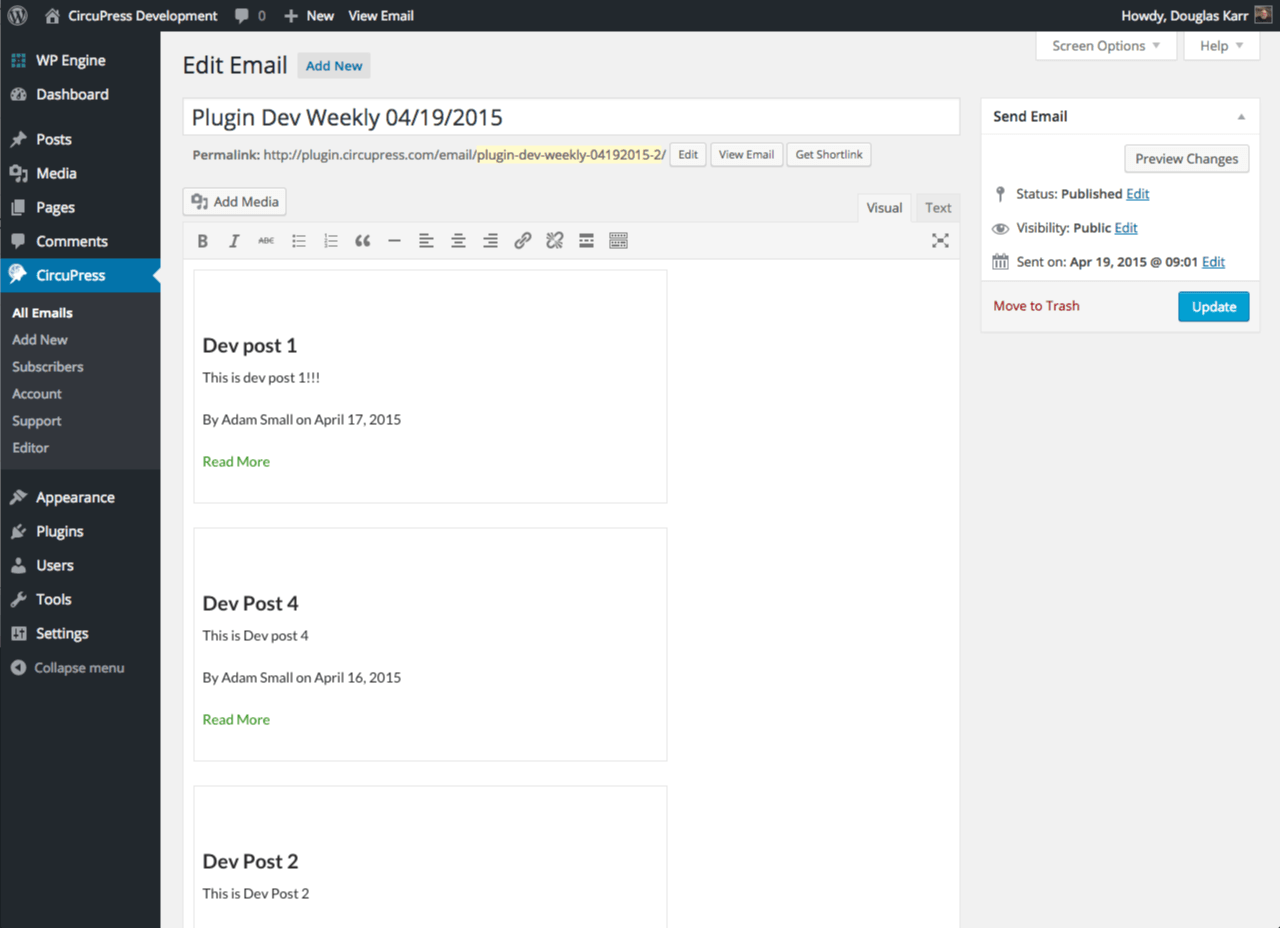 CircuPress Development 0 New View Email Howdy, Douglas Karr
WP Engine
Dashboard
Posts
Media
Pages
Comments
CircuPress
All Emails
Add New
Subscribers
Account
Support
Editor
Appearance
Plugins
Users
Tools
Settings
Collapse menu
Screen Options Help
Edit Email Add New
Plugin Dev Weekly 04/19/2015
Permalink: http://plugin.circupress.com/email/plugin-dev-weekly-04192015-2/ Edit View Email Get Shortlink
Add Media
Visual Text
B I ABC
Dev post 1
This is dev post 1!!!
By Adam Small on April 17, 2015
Read More
Dev Post 4
This is Dev post 4
By Adam Small on April 16, 2015
Read More
Dev Post 2
This is Dev Post 2
Send Email
Preview Changes
Status: Published Edit
Visibility: Public Edit
Sent on: Apr 19, 2015 @ 09:01 Edit
Move to Trash Update